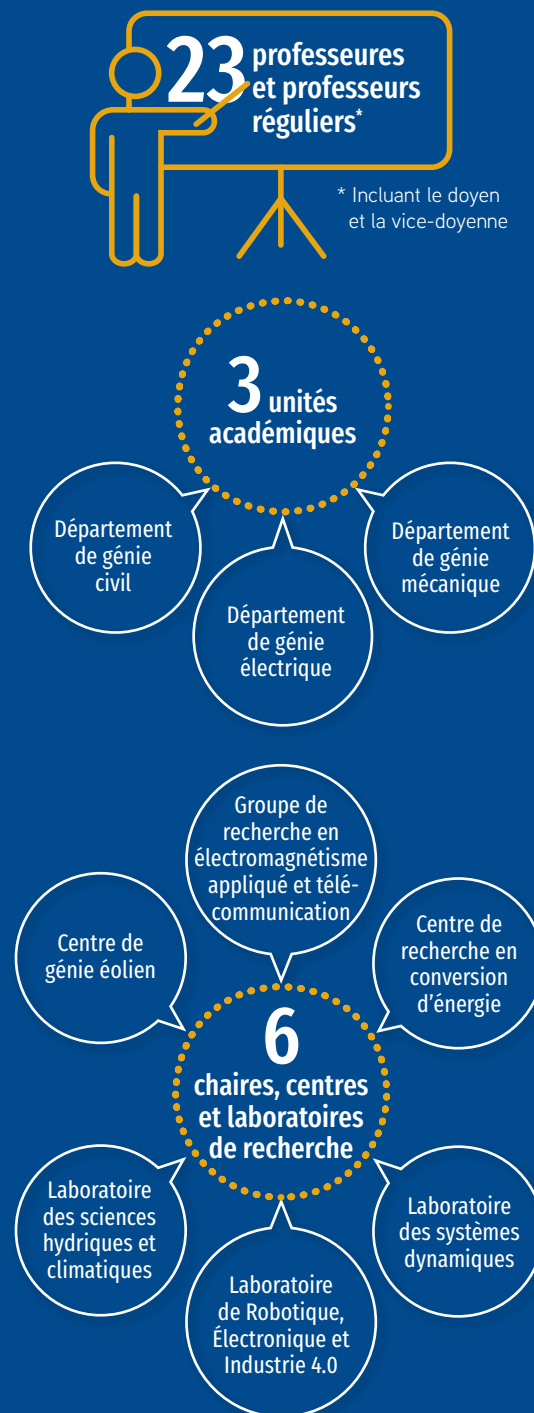 23 professeures
et professeurs
réguliers*
* Incluant le doyen
et la vice-doyenne
3 unités
académiques
Département
de génie
civil
Département
de génie
électrique
Département
de génie
mécanique
Groupe de
recherche en
électromagnétisme
appliqué et télé-
communication
Centre de
génie éolien
Centre de
recherche en
conversion
d’énergie
6
chaires, centres
et laboratoires
de recherche
Laboratoire
des sciences
hydriques et
climatiques
Laboratoire
de Robotique,
Électronique et
Industrie 4.0
Laboratoire
des systèmes
dynamiques